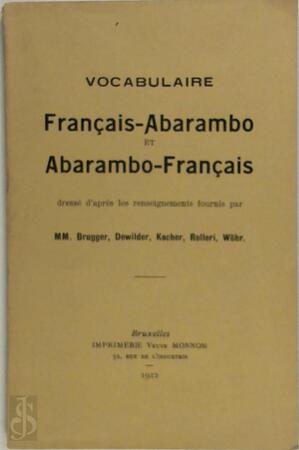 VOCABULAIRE
Français-Abarambo
ET
Abarambo-Français
dressé d'après les renseignements fournis par
MM. Brugger, Dewilder, Kacher, Rolleri, Wöhr.
Bruxelles
IMPRIMERIE Veuve MONNOM
32, RUE DE L'INDUSTRIE
1912